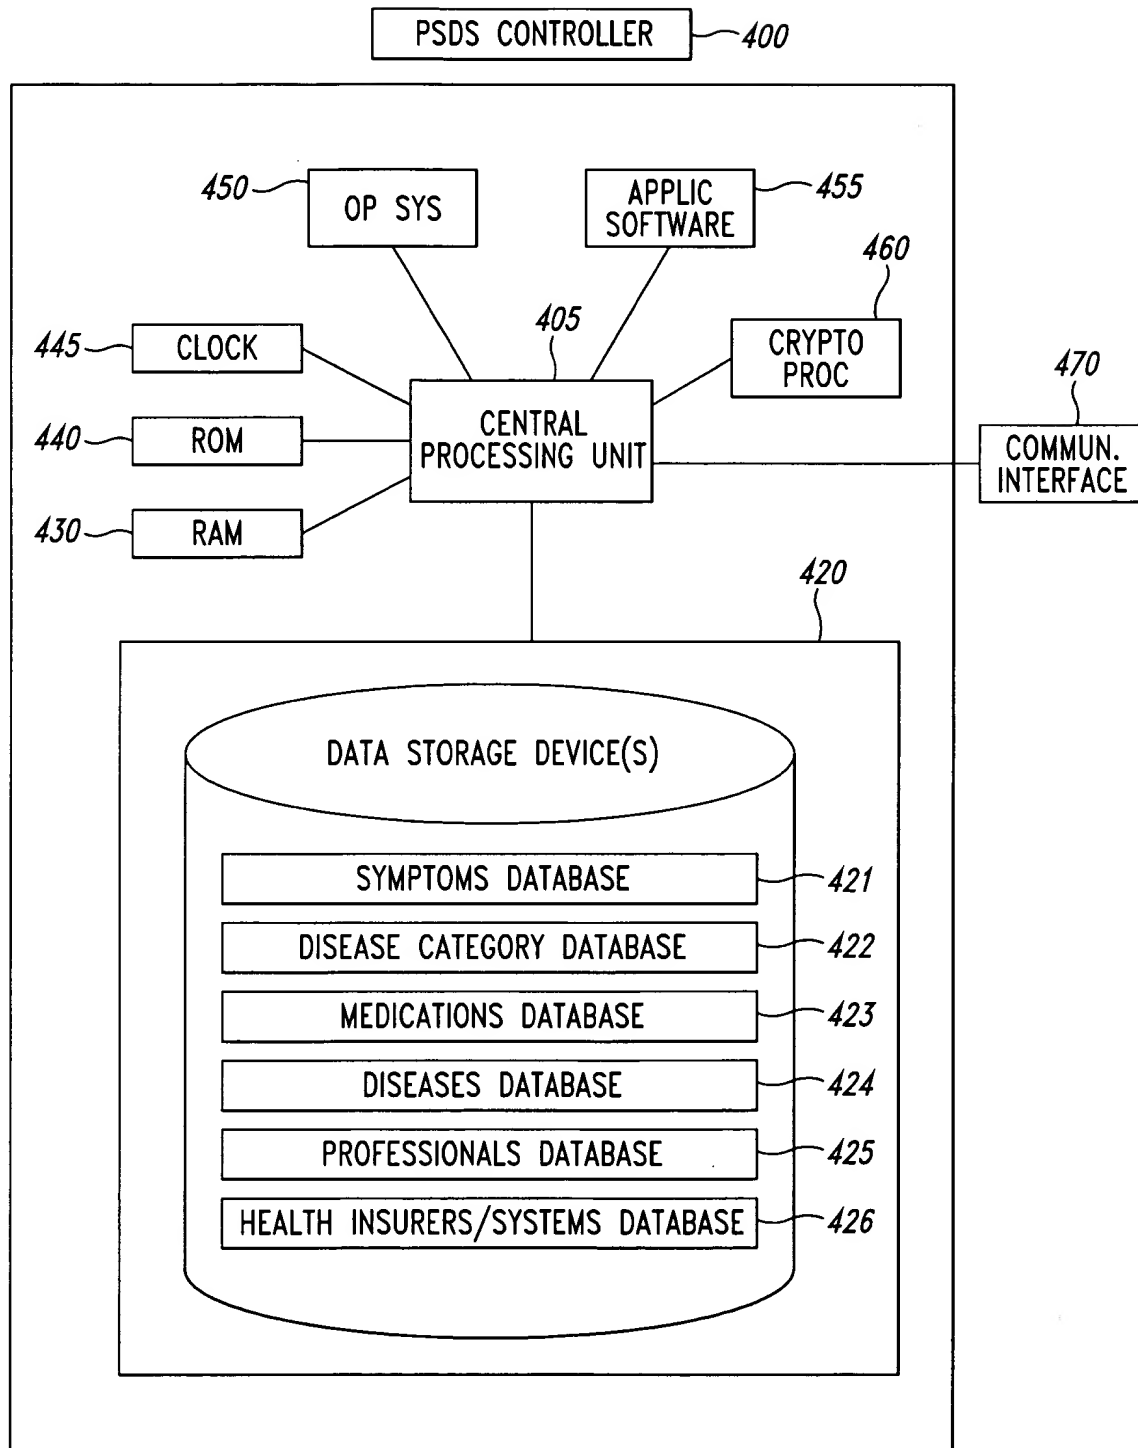 PSDS CONTROLLER 400
450 OP SYS
APPLIC
SOFTWARE 455
460
445 CLOCK
405
CRYPTO
PROC
470
440 ROM
CENTRAL
PROCESSING UNIT
COMMUN.
INTERFACE
430 RAM
420
DATA STORAGE DEVICE(S)
SYMPTOMS DATABASE 421
DISEASE CATEGORY DATABASE 422
MEDICATIONS DATABASE 423
DISEASES DATABASE 424
PROFESSIONALS DATABASE 425
HEALTH INSURERS/SYSTEMS DATABASE 426